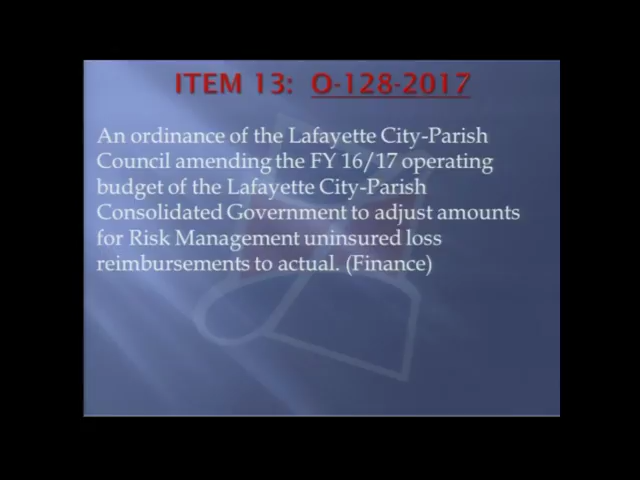 ITEM 13: O-128-2017
An ordinance of the Lafayette City-Parish
Council amending the FY 16/17 operating
budget of the Lafayette City-Parish
Consolidated Government to adjust amounts
for Risk Management uninsured loss
reimbursements to actual. (Finance)